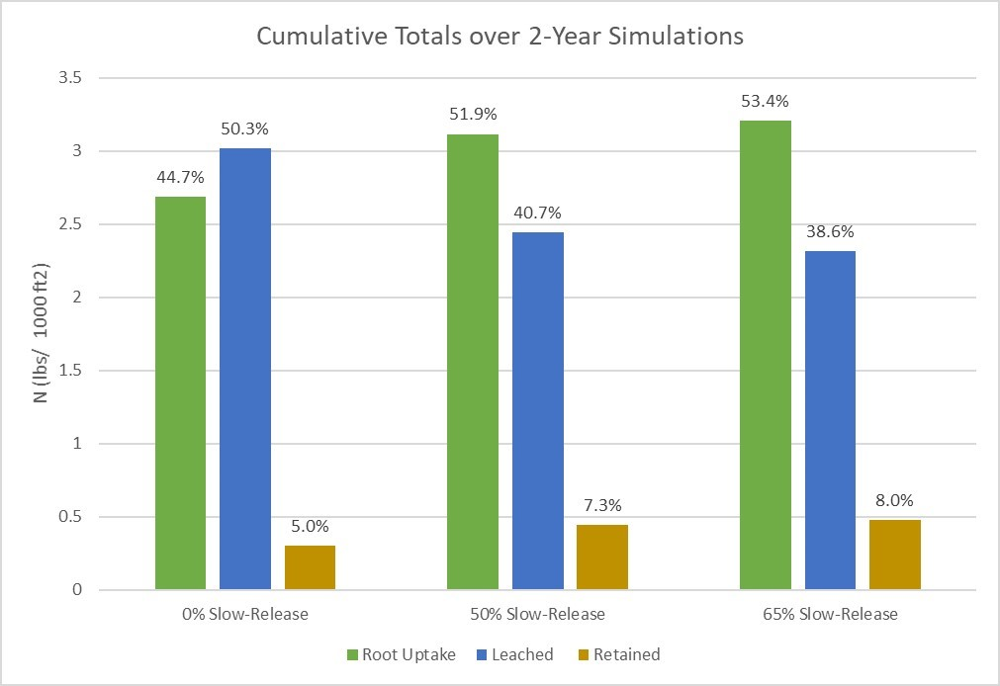 Cumulative Totals over 2-Year Simulations
N (lbs/ 1000 ft2)
3.5
3
2.5
2
1.5
1
0.5
0
44.7%
50.3%
5.0%
51.9%
40.7%
7.3%
53.4%
38.6%
8.0%
0% Slow-Release
50% Slow-Release
65% Slow-Release
Root Uptake
Leached
Retained